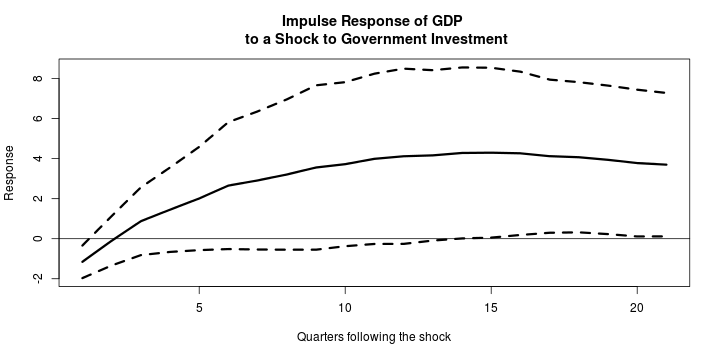 Impulse Response of GDP
to a Shock to Government Investment
Response
8
6
4
2
0
-2
5 10 15 20
Quarters following the shock